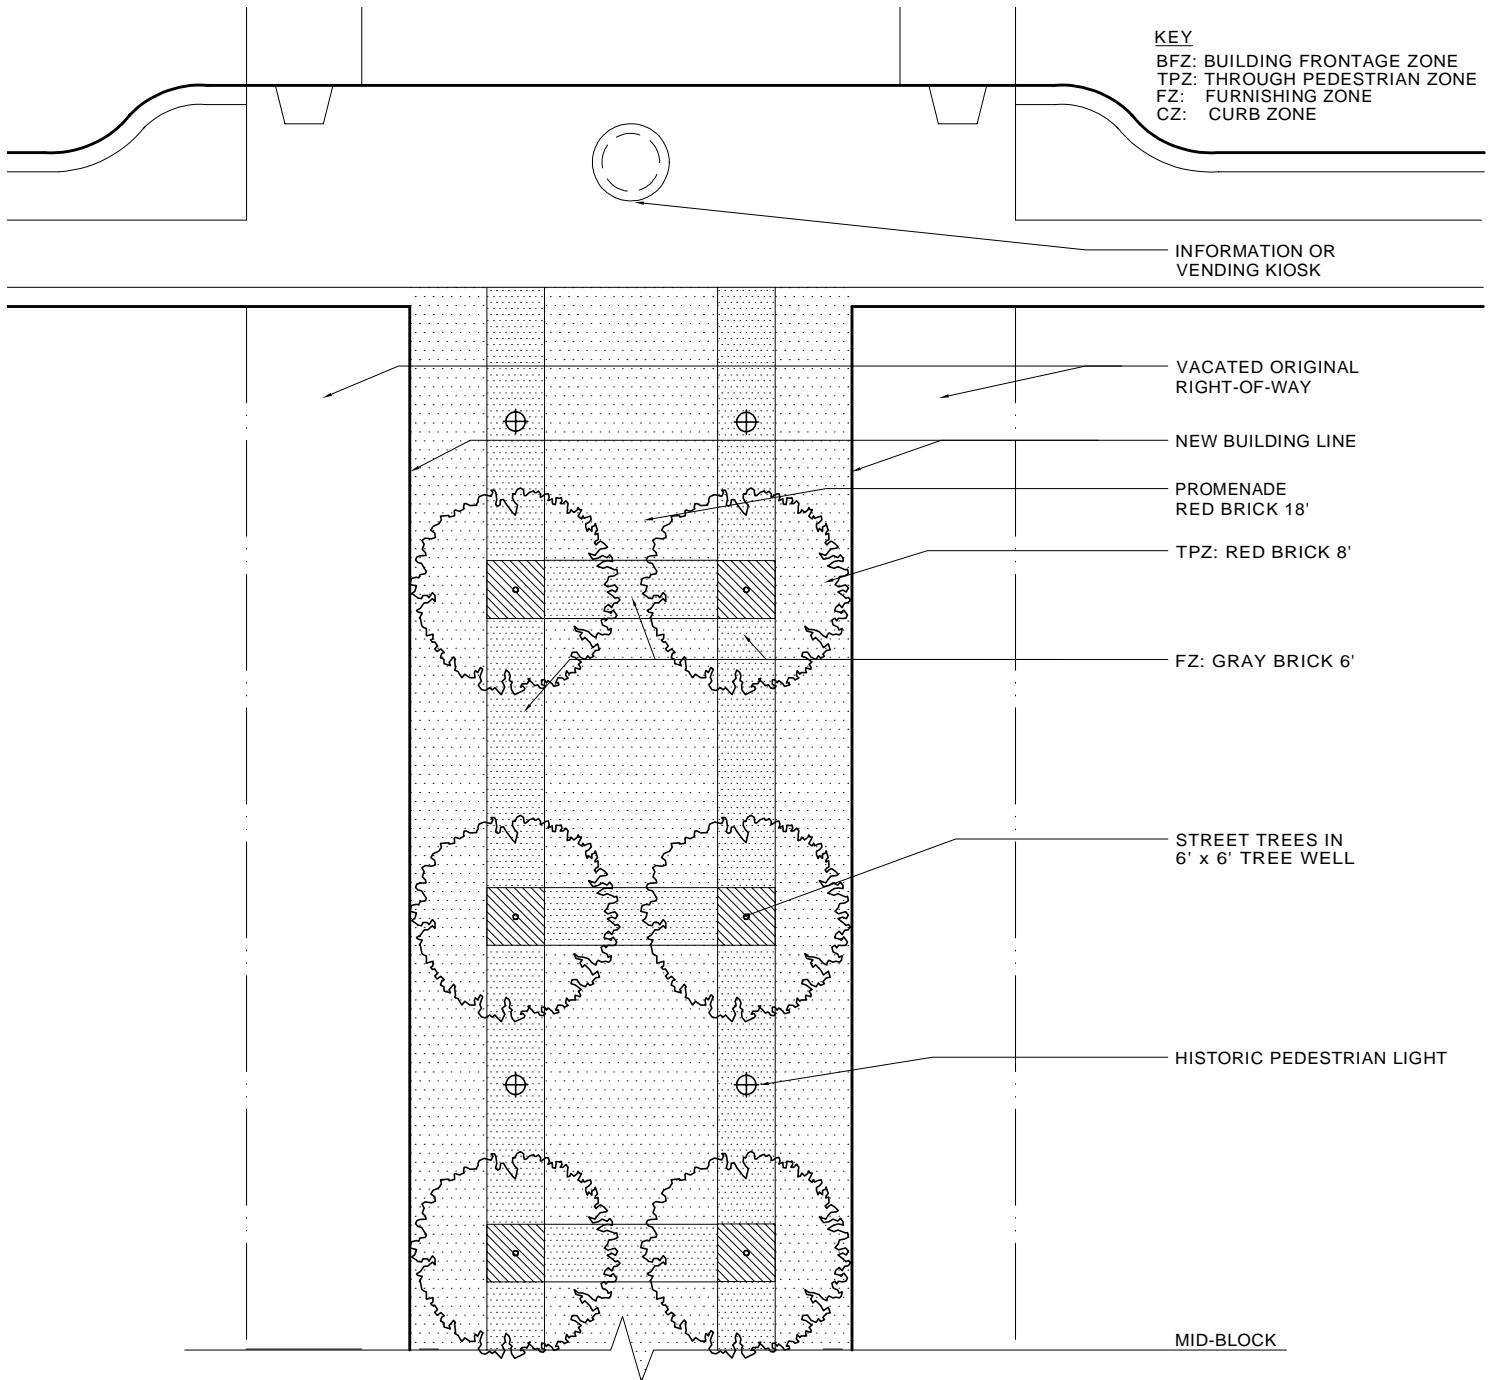 KEY
BFZ: BUILDING FRONTAGE ZONE
TPZ: THROUGH PEDESTRIAN ZONE
FZ: FURNISHING ZONE
CZ: CURB ZONE
INFORMATION OR
VENDING KIOSK
VACATED ORIGINAL
RIGHT-OF-WAY
NEW BUILDING LINE
PROMENADE
RED BRICK 18'
TPZ: RED BRICK 8'
FZ: GRAY BRICK 6'
STREET TREES IN
6' x 6' TREE WELL
HISTORIC PEDESTRIAN LIGHT
MID-BLOCK